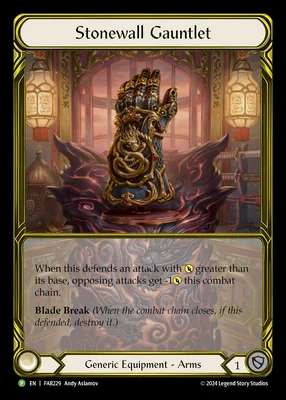 Stonewall Gauntlet
When this defends an attack with greater than
its base, opposing attacks get -1 this combat
chain.
Blade Break (When the combat chain closes, if this
defended, destroy it.)
Generic Equipment - Arms
1
P EN | FAB229 Andy Aslamov
© 2024 Legend Story Studios